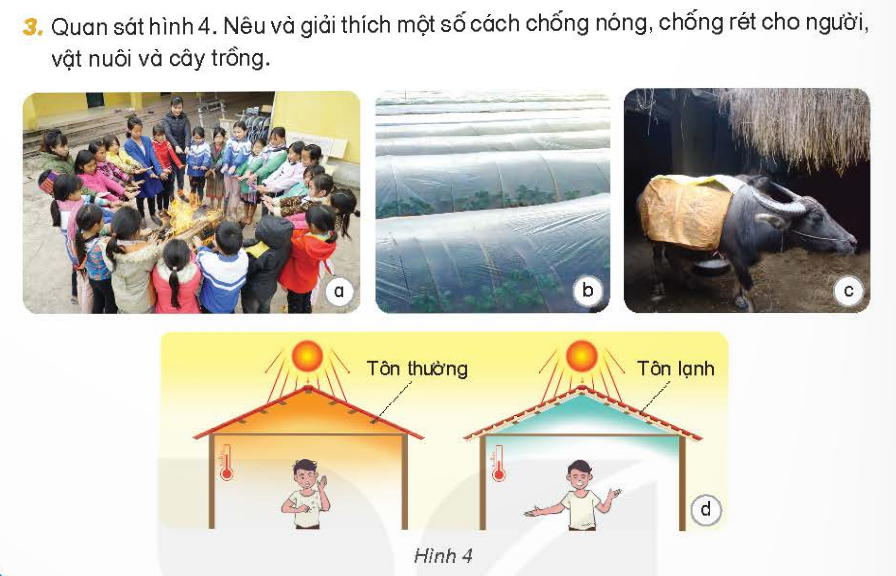 3. Quan sát hình 4. Nêu và giải thích một số cách chống nóng, chống rét cho người,
vật nuôi và cây trồng.
a
b
c
Tôn thường
Tôn lạnh
d
Hình 4